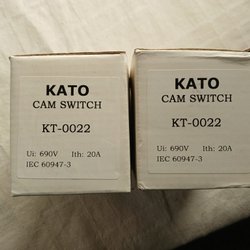 KATO
CAM SWITCH
KT-0022
Ui: 690V Ith: 20A
IEC 60947-3
KATO
CAM SWITCH
KT-0022
Ui: 690V Ith: 20A
IEC 60947-3